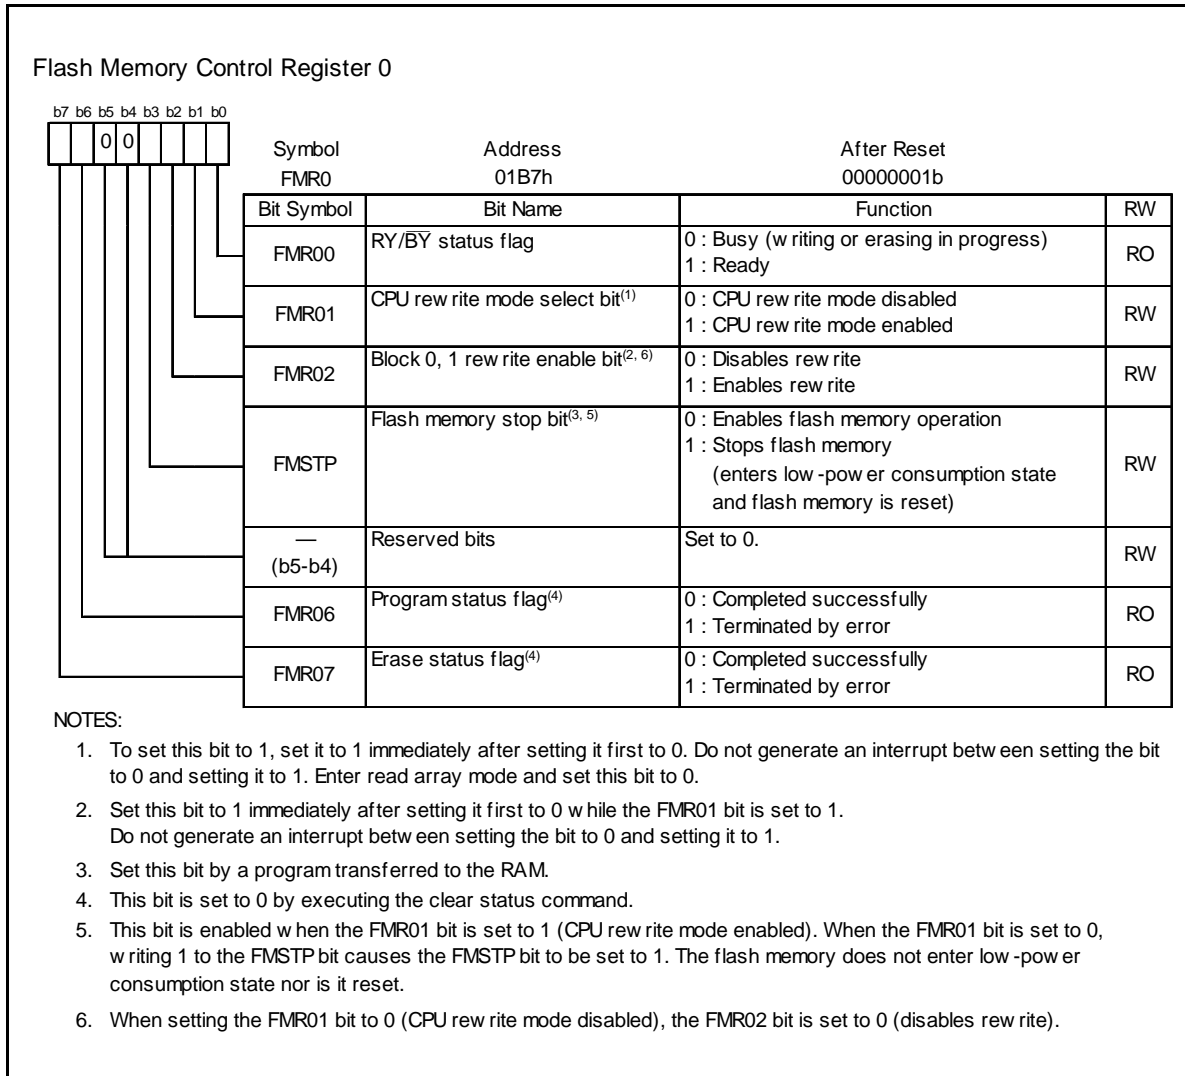 Flash Memory Control Register 0
b7 b6 b5 b4 b3 b2 b1 b0
0 0
Symbol Address After Reset
FMR0 01B7h 00000001b
Bit Symbol Bit Name Function RW
FMR00 RY/B̅Y̅ status flag 0 : Busy (writing or erasing in progress) RO
1 : Ready
FMR01 CPU rewrite mode select bit(1) 0 : CPU rewrite mode disabled RW
1 : CPU rewrite mode enabled
FMR02 Block 0, 1 rewrite enable bit(2, 6) 0 : Disables rewrite RW
1 : Enables rewrite
FMSTP Flash memory stop bit(3, 5) 0 : Enables flash memory operation RW
1 : Stops flash memory
(enters low-power consumption state
and flash memory is reset)
— Reserved bits Set to 0. RW
(b5-b4)
FMR06 Program status flag(4) 0 : Completed successfully RO
1 : Terminated by error
FMR07 Erase status flag(4) 0 : Completed successfully RO
1 : Terminated by error
NOTES:
1. To set this bit to 1, set it to 1 immediately after setting it first to 0. Do not generate an interrupt between setting the bit
to 0 and setting it to 1. Enter read array mode and set this bit to 0.
2. Set this bit to 1 immediately after setting it first to 0 while the FMR01 bit is set to 1.
Do not generate an interrupt between setting the bit to 0 and setting it to 1.
3. Set this bit by a program transferred to the RAM.
4. This bit is set to 0 by executing the clear status command.
5. This bit is enabled when the FMR01 bit is set to 1 (CPU rewrite mode enabled). When the FMR01 bit is set to 0,
writing 1 to the FMSTP bit causes the FMSTP bit to be set to 1. The flash memory does not enter low-power
consumption state nor is it reset.
6. When setting the FMR01 bit to 0 (CPU rewrite mode disabled), the FMR02 bit is set to 0 (disables rewrite).